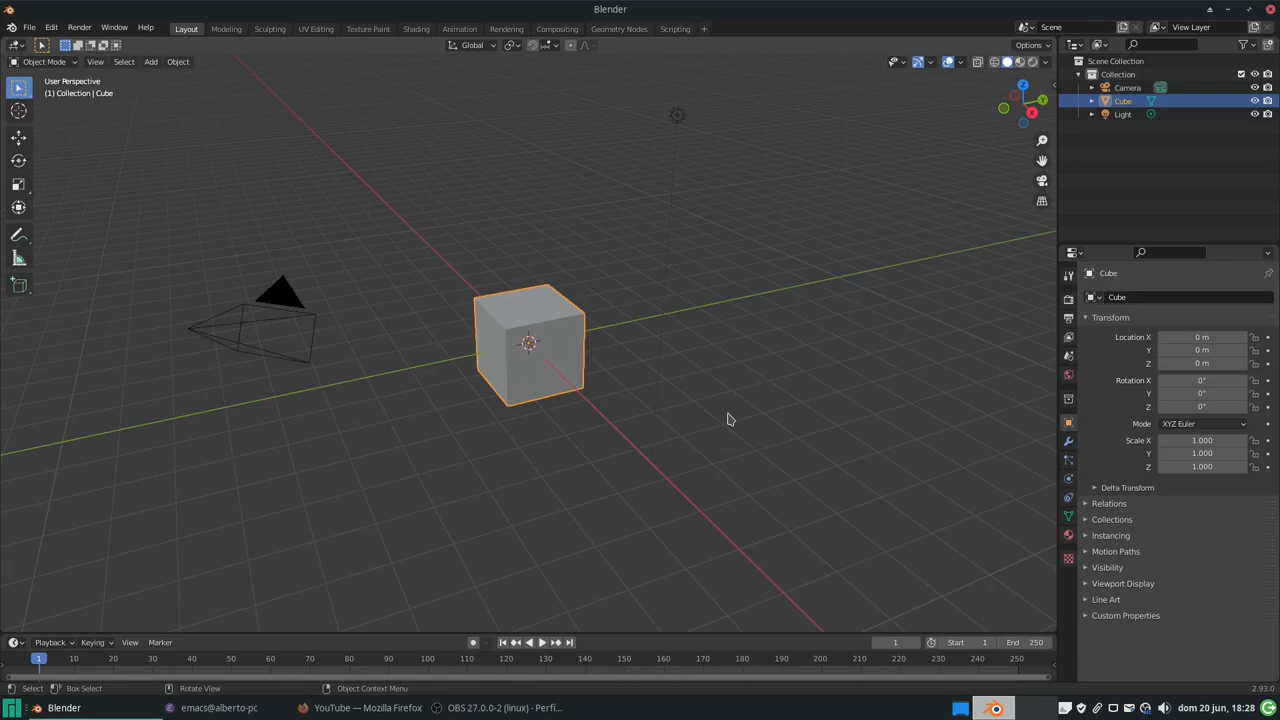 Blender
File Edit Render Window Help
Layout Modeling Sculpting UV Editing Texture Paint Shading Animation Rendering Compositing Geometry Nodes Scripting
Scene View Layer
Global Options
Object Mode View Select Add Object
User Perspective
(1) Collection | Cube
Z
Y
X
Scene Collection
Collection
Camera
Cube
Light
Cube
Cube
Transform
Location X 0 m
Y 0 m
Z 0 m
Rotation X 0°
Y 0°
Z 0°
Mode XYZ Euler
Scale X 1.000
Y 1.000
Z 1.000
Delta Transform
Relations
Collections
Instancing
Motion Paths
Visibility
Viewport Display
Line Art
Custom Properties
Playback Keying View Marker 1 Start 1 End 250
1 10 20 30 40 50 60 70 80 90 100 110 120 130 140 150 160 170 180 190 200 210 220 230 240 250
Select Box Select Rotate View Object Context Menu 2.93.0
Blender emacs@alberto-pc YouTube — Mozilla Firefox OBS 27.0.0-2 (linux) - Perfi... dom 20 jun, 18:28